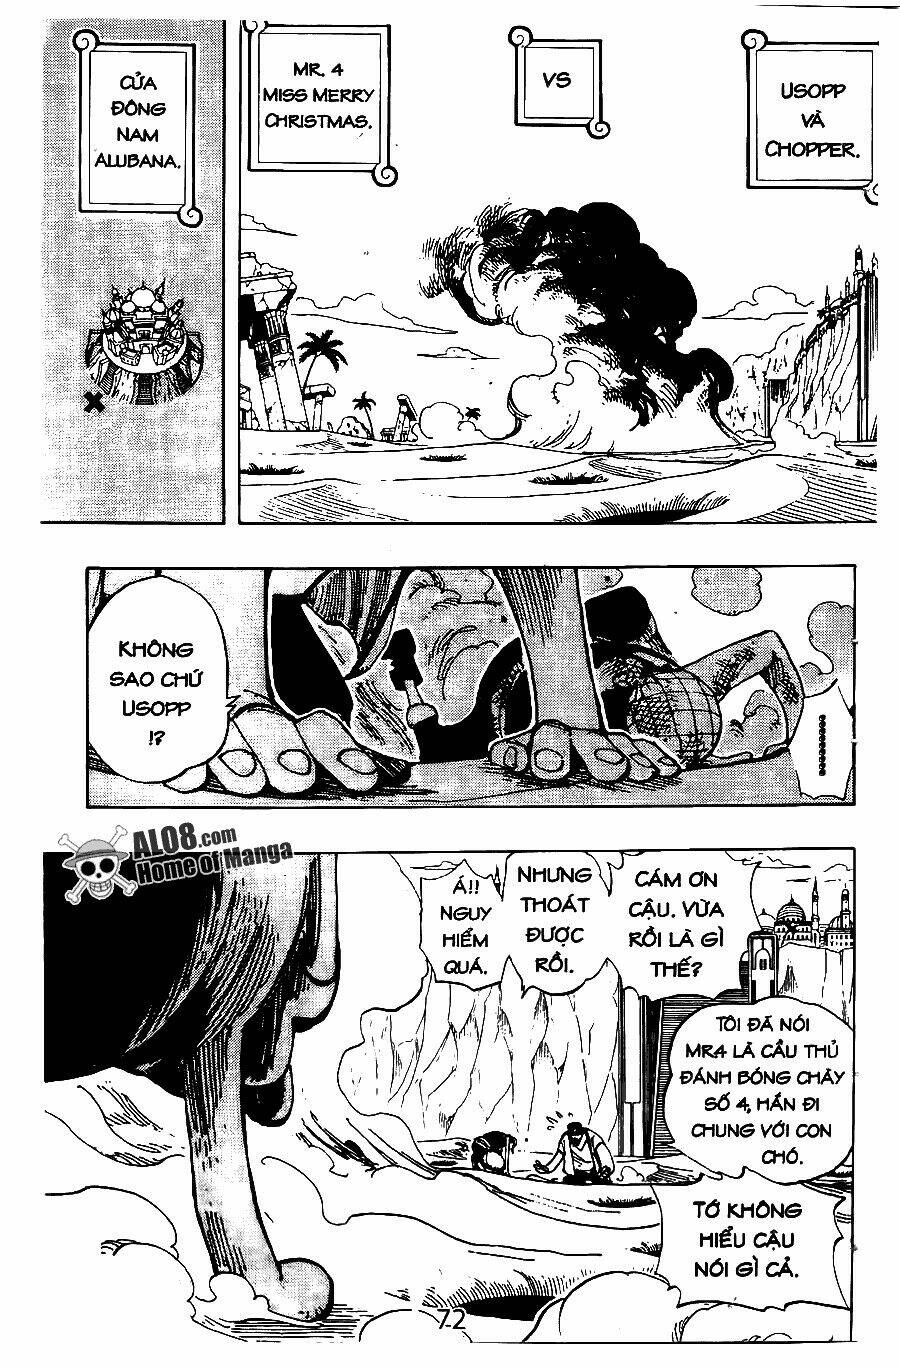 CỬA
ĐÔNG
NAM
ALUBANA.
MR. 4
MISS MERRY
CHRISTMAS.
VS
USOPP
VÀ
CHOPPER.
KHÔNG
SAO CHỨ
USOPP
!?
ALO8.com
Home of Manga
Á!!
NGUY
HIỂM
QUÁ.
NHƯNG
THOÁT
ĐƯỢC
RỒI.
CÁM ƠN
CẬU. VỪA
RỒI LÀ GÌ
THẾ?
TÔI ĐÃ NÓI
MR4 LÀ CẦU THỦ
ĐÁNH BÓNG CHÀY
SỐ 4, HẮN ĐI
CHUNG VỚI CON
CHÓ.
TỚ KHÔNG
HIỂU CẬU
NÓI GÌ CẢ.
72